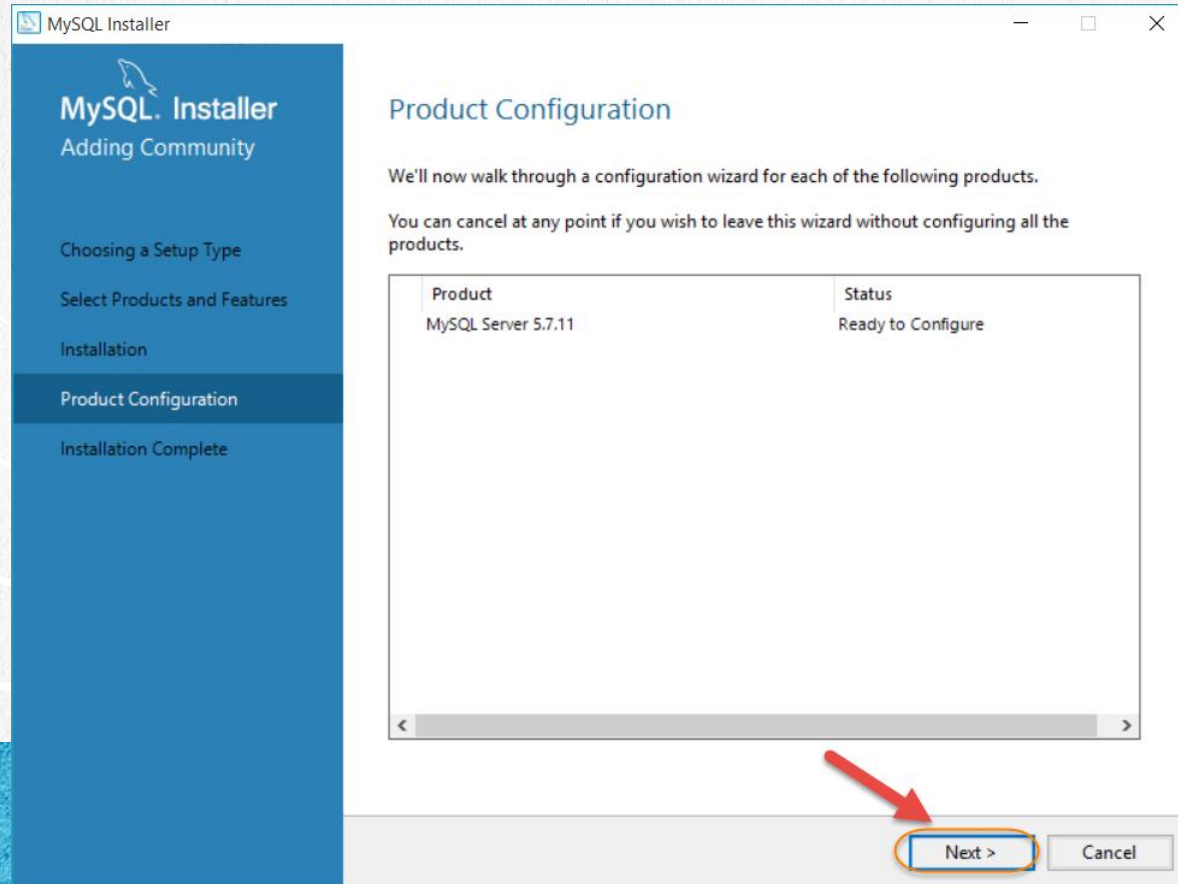 MySQL Installer
MySQL. Installer
Adding Community
Choosing a Setup Type
Select Products and Features
Installation
Product Configuration
Installation Complete
Product Configuration
We'll now walk through a configuration wizard for each of the following products.
You can cancel at any point if you wish to leave this wizard without configuring all the
products.
Product Status
MySQL Server 5.7.11 Ready to Configure
Next > Cancel